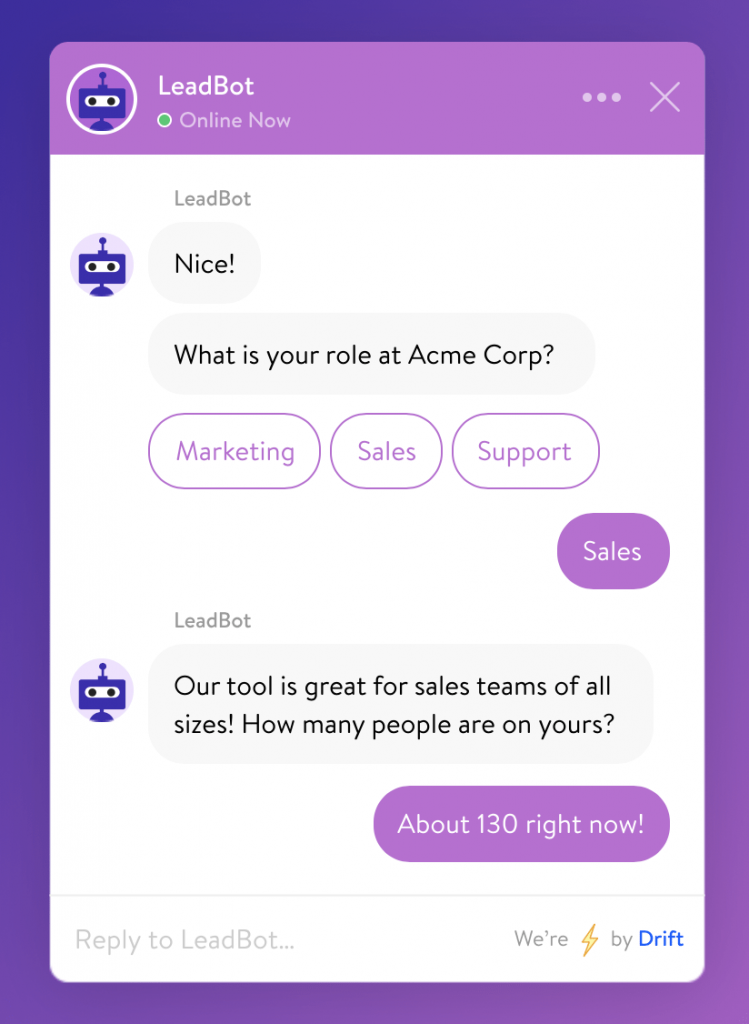 LeadBot
Online Now
LeadBot
Nice!
What is your role at Acme Corp?
Marketing Sales Support
Sales
LeadBot
Our tool is great for sales teams of all
sizes! How many people are on yours?
About 130 right now!
Reply to LeadBot... We’re ⚡ by Drift